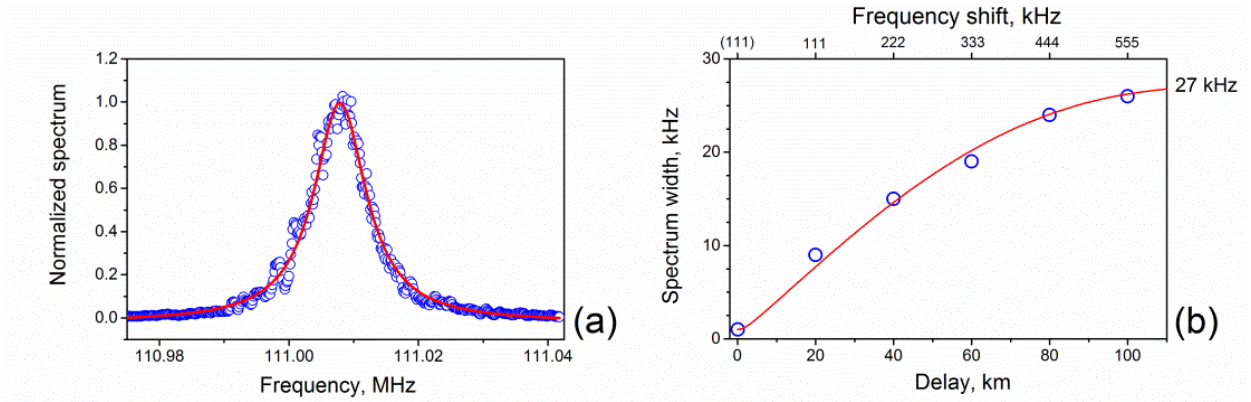 Normalized spectrum
1.2
1.0
0.8
0.6
0.4
0.2
0.0
110.98 111.00 111.02 111.04
Frequency, MHz
(a)
Frequency shift, kHz
(111) 111 222 333 444 555
Spectrum width, kHz
30
20
10
0
27 kHz
0 20 40 60 80 100
Delay, km
(b)